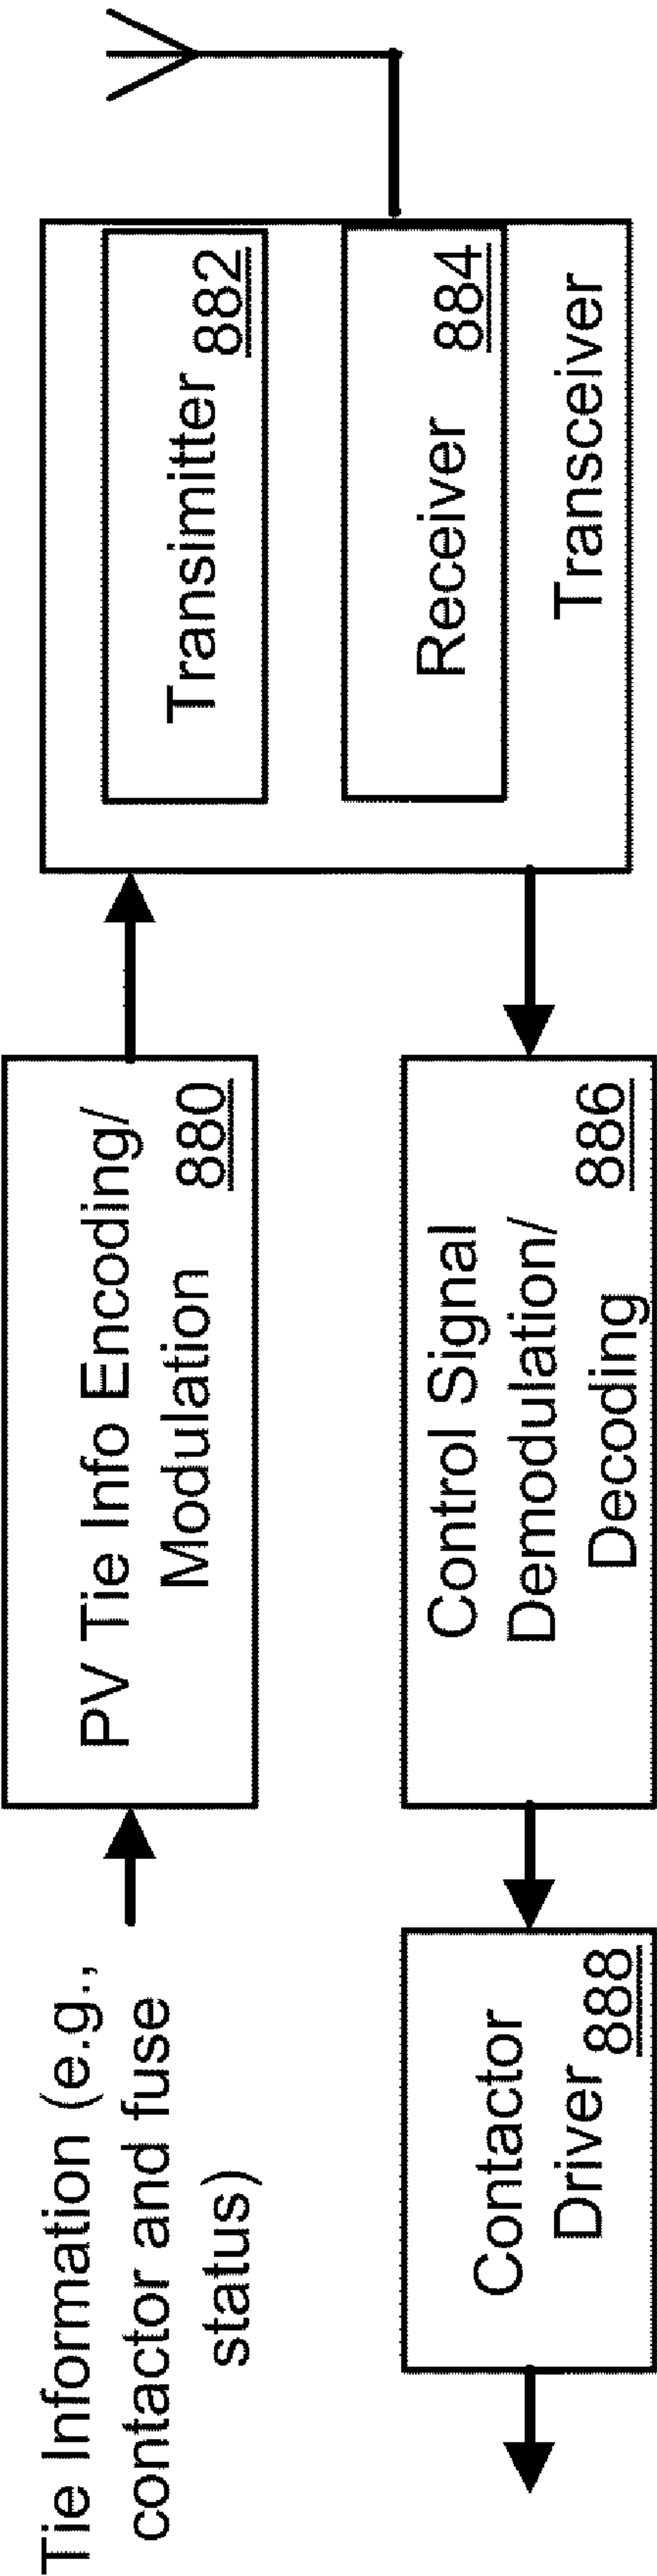 Tie Information (e.g.,
contactor and fuse
status)
PV Tie Info Encoding/
Modulation 880
Transimitter
882
Receiver 884
Transceiver
Control Signal
Demodulation/
Decoding 886
Contactor
Driver 888